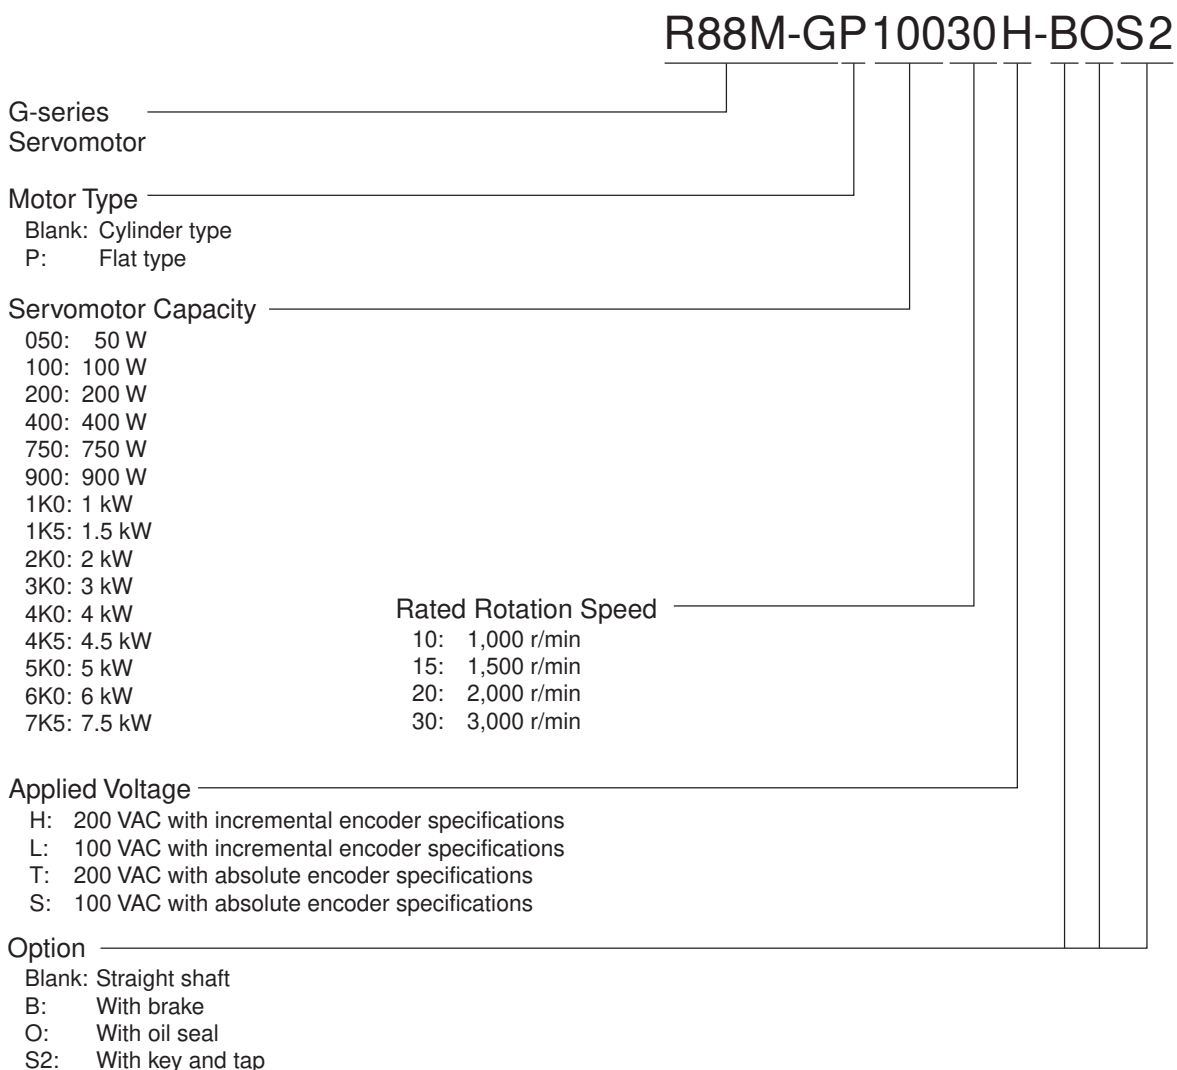 R88M-GP10030H-BOS2
G-series
Servomotor
Motor Type
Blank: Cylinder type
P: Flat type
Servomotor Capacity
050: 50 W
100: 100 W
200: 200 W
400: 400 W
750: 750 W
900: 900 W
1K0: 1 kW
1K5: 1.5 kW
2K0: 2 kW
3K0: 3 kW
4K0: 4 kW
4K5: 4.5 kW
5K0: 5 kW
6K0: 6 kW
7K5: 7.5 kW
Rated Rotation Speed
10: 1,000 r/min
15: 1,500 r/min
20: 2,000 r/min
30: 3,000 r/min
Applied Voltage
H: 200 VAC with incremental encoder specifications
L: 100 VAC with incremental encoder specifications
T: 200 VAC with absolute encoder specifications
S: 100 VAC with absolute encoder specifications
Option
Blank: Straight shaft
B: With brake
O: With oil seal
S2: With key and tap